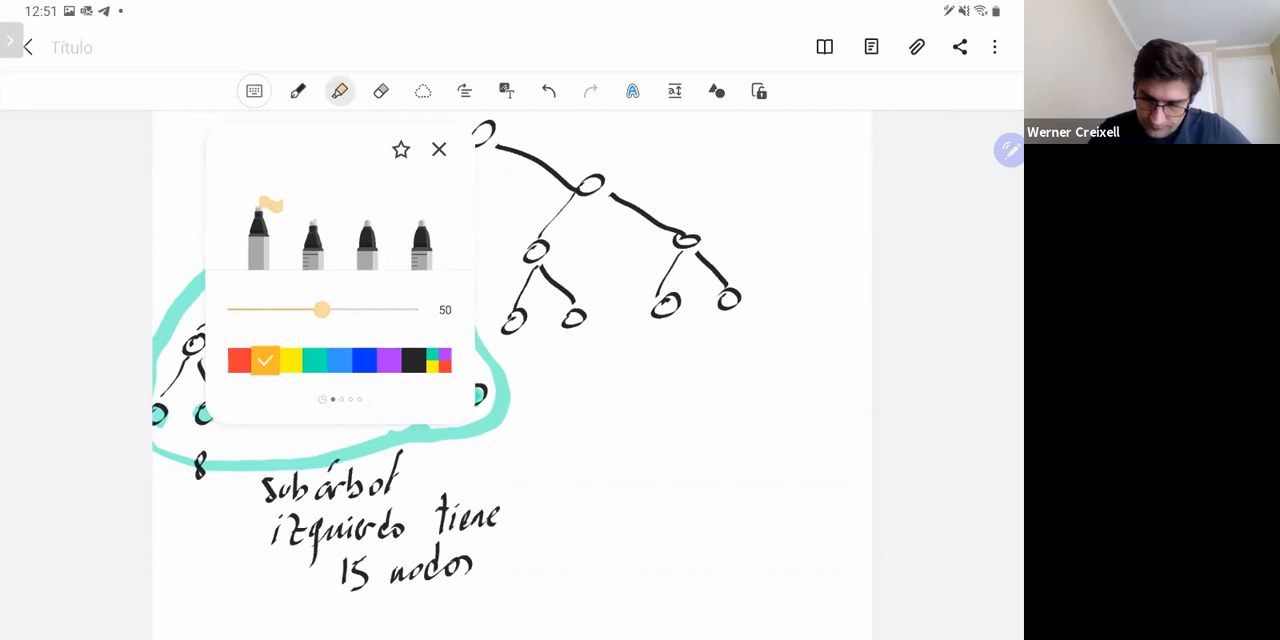 12:51
Título
Werner Creixell
50
8
subárbol
izquierdo tiene
15 nodos